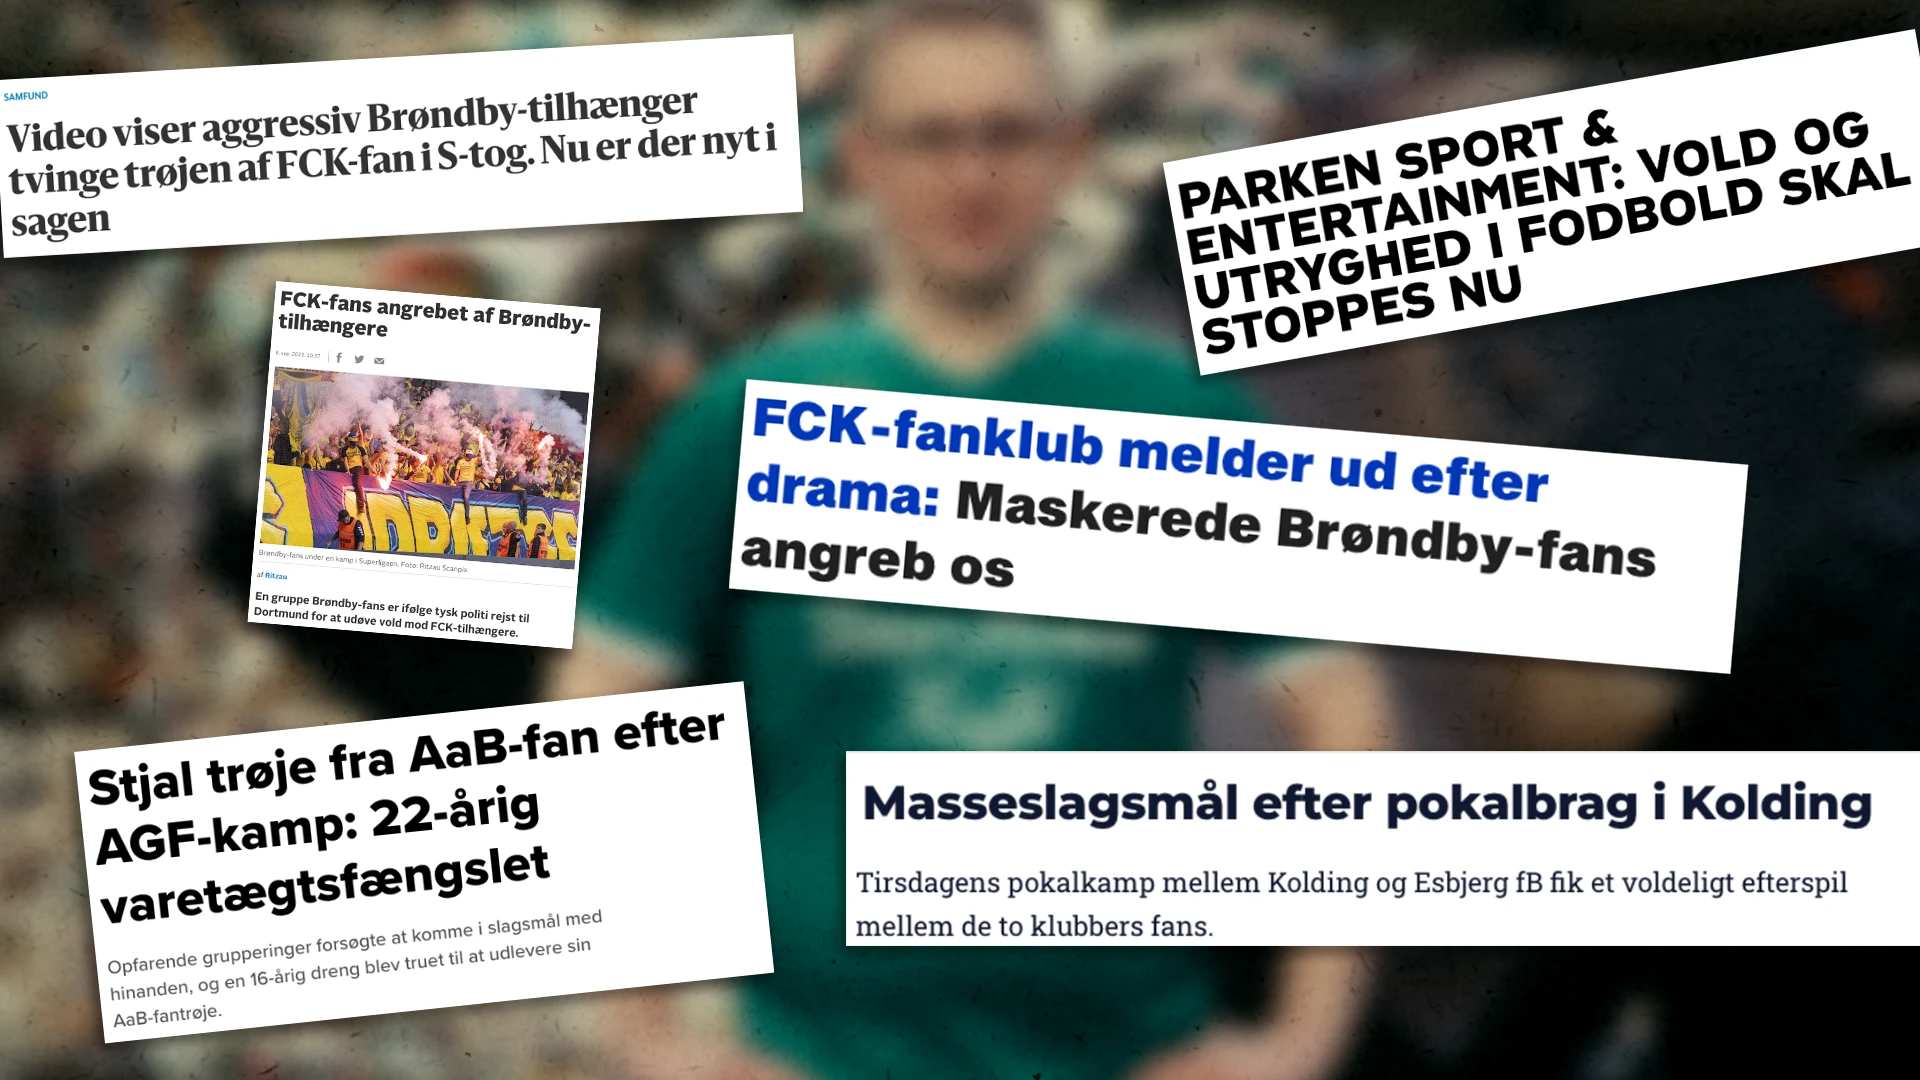 SAMFUND
Video viser aggressiv Brøndby-tilhænger
tvinge trøjen af FCK-fan i S-tog. Nu er der nyt i
sagen
PARKEN SPORT &
ENTERTAINMENT: VOLD OG
UTRYGHED I FODBOLD SKAL
STOPPES NU
FCK-fans angrebet af Brøndby-
tilhængere
6. sep. 2022, 10:37
Brøndby-fans under en kamp i Superligaen. Foto: Ritzau Scanpix
af Ritzau
En gruppe Brøndby-fans er ifølge tysk politi rejst til
Dortmund for at udøve vold mod FCK-tilhængere.
FCK-fanklub melder ud efter
drama: Maskerede Brøndby-fans
angreb os
Stjal trøje fra AaB-fan efter
AGF-kamp: 22-årig
varetægtsfængslet
Opfarende grupperinger forsøgte at komme i slagsmål med
hinanden, og en 16-årig dreng blev truet til at udlevere sin
AaB-fantrøje.
Masseslagsmål efter pokalbrag i Kolding
Tirsdagens pokalkamp mellem Kolding og Esbjerg fB fik et voldeligt efterspil
mellem de to klubbers fans.